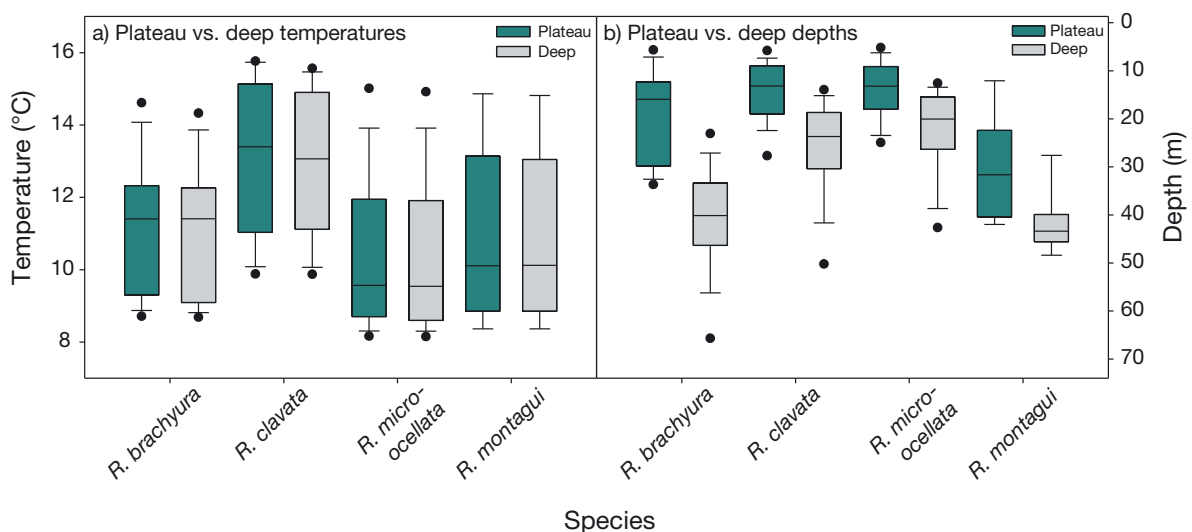 a) Plateau vs. deep temperatures
Plateau
Deep
16
14
12
10
8
Temperature (°C)
R. brachyura
R. clavata
R. micro-
ocellata
R. montagui
b) Plateau vs. deep depths
Plateau
Deep
0
10
20
30
40
50
60
70
Depth (m)
R. brachyura
R. clavata
R. micro-
ocellata
R. montagui
Species